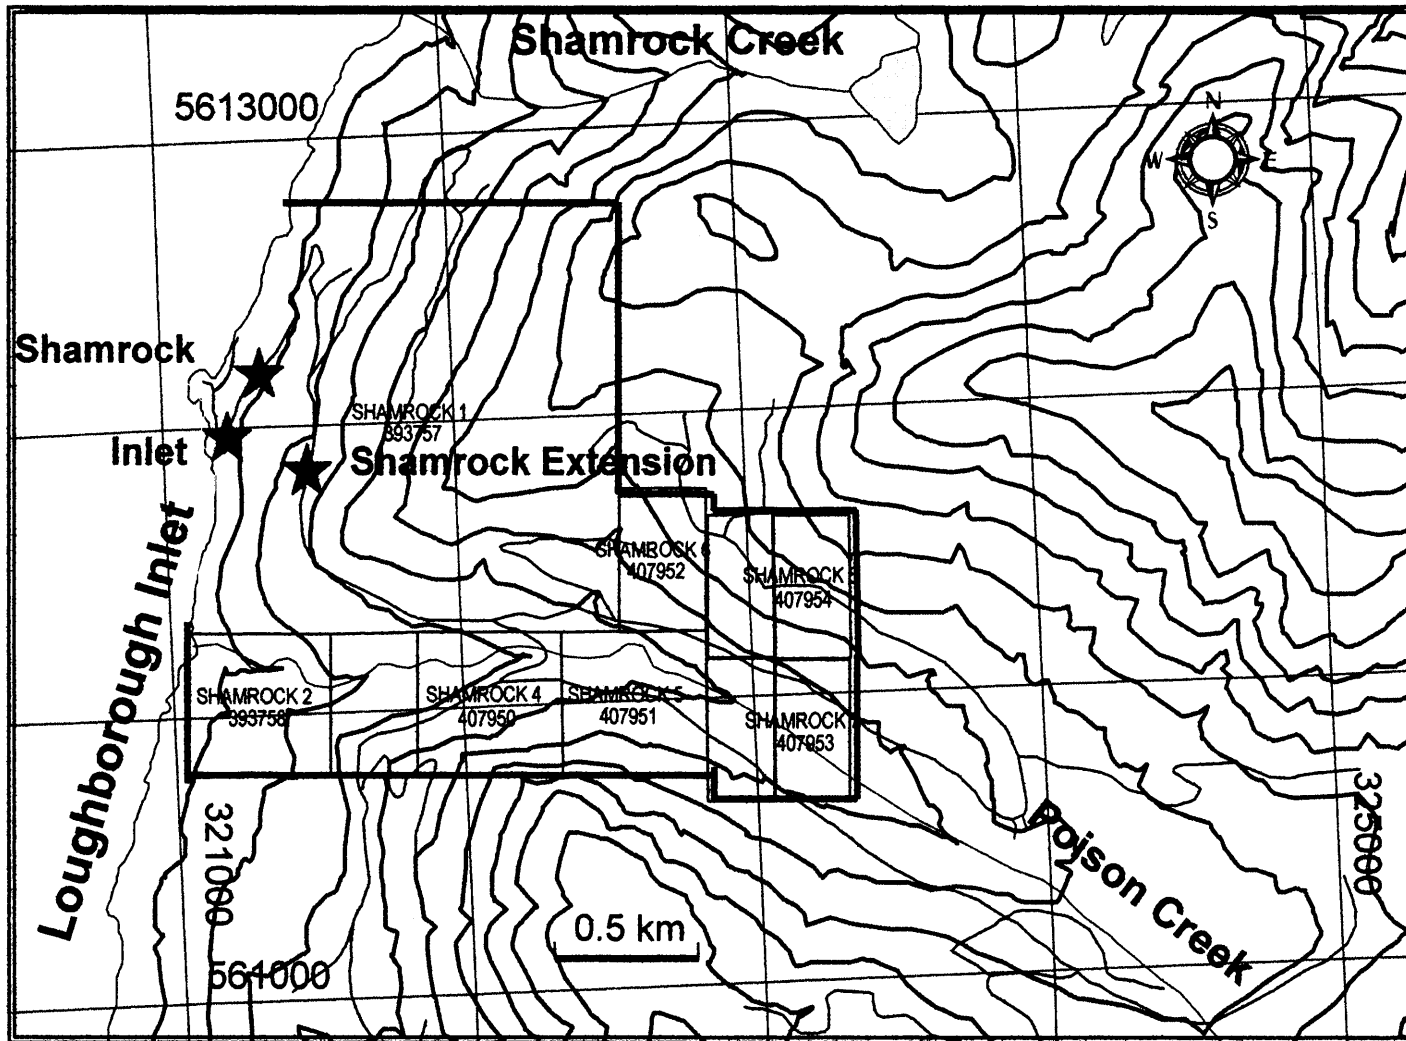 Shamrock Creek
5613000
N
W
E
S
Shamrock
SHAMROCK 1
393757
Inlet
Shamrock Extension
SHAMROCK 6
407952
SHAMROCK
407954
Loughborough Inlet
SHAMROCK 2
393758
SHAMROCK 4
407950
SHAMROCK 5
407951
SHAMROCK
407953
321000
325000
Poison Creek
0.5 km
561000